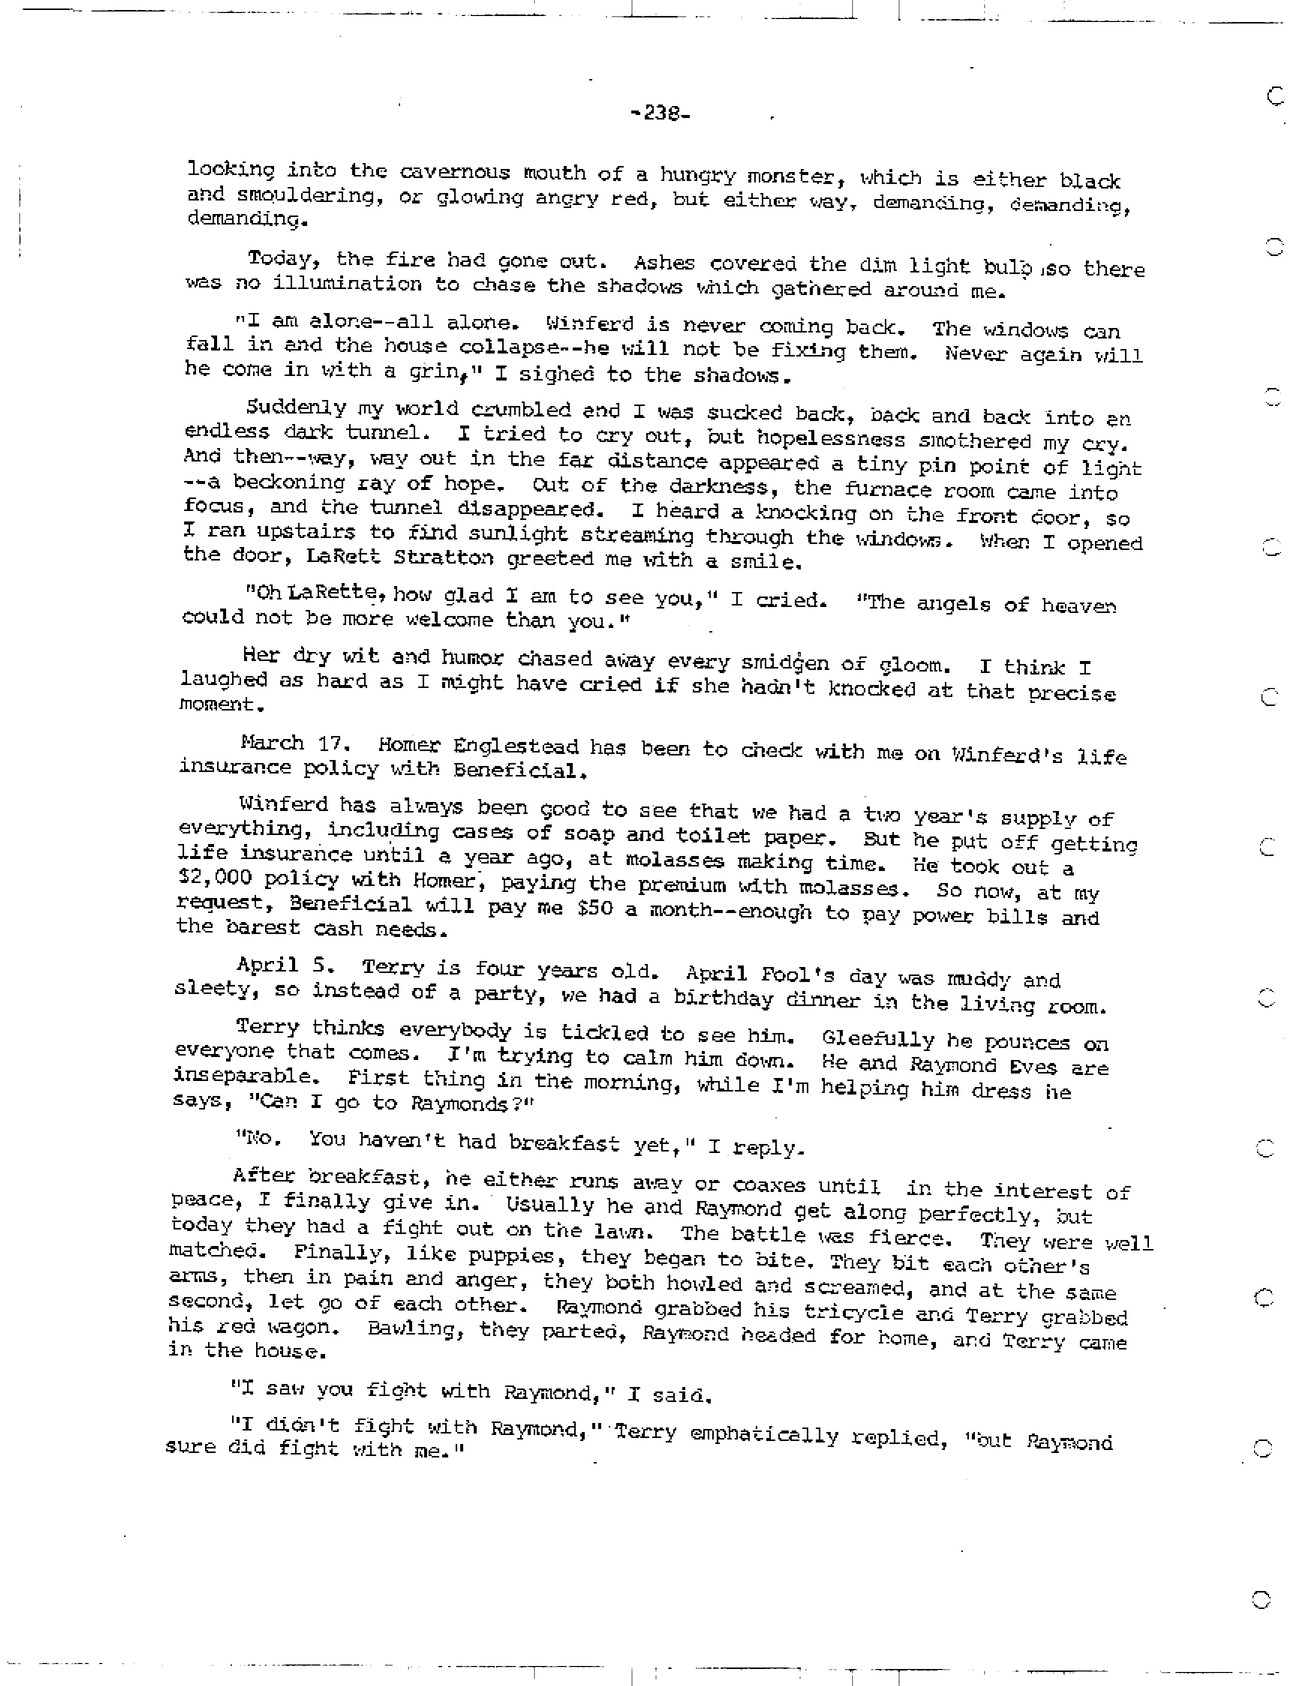 -238-
looking into the cavernous mouth of a hungry monster, which is either black
and smouldering, or glowing angry red, but either way, demanding, demanding,
demanding.
Today, the fire had gone out. Ashes covered the dim light bulb, so there
was no illumination to chase the shadows which gathered around me.
"I am alone--all alone. Winferd is never coming back. The windows can
fall in and the house collapse--he will not be fixing them. Never again will
he come in with a grin," I sighed to the shadows.
Suddenly my world crumbled and I was sucked back, back and back into an
endless dark tunnel. I tried to cry out, but hopelessness smothered my cry.
And then--way, way out in the far distance appeared a tiny pin point of light
--a beckoning ray of hope. Out of the darkness, the furnace room came into
focus, and the tunnel disappeared. I heard a knocking on the front door, so
I ran upstairs to find sunlight streaming through the windows. When I opened
the door, LaRett Stratton greeted me with a smile.
"Oh LaRette, how glad I am to see you," I cried. "The angels of heaven
could not be more welcome than you."
Her dry wit and humor chased away every smidgen of gloom. I think I
laughed as hard as I might have cried if she hadn't knocked at that precise
moment.
March 17. Homer Englestead has been to check with me on Winferd's life
insurance policy with Beneficial.
Winferd has always been good to see that we had a two year's supply of
everything, including cases of soap and toilet paper. But he put off getting
life insurance until a year ago, at molasses making time. He took out a
$2,000 policy with Homer, paying the premium with molasses. So now, at my
request, Beneficial will pay me $50 a month--enough to pay power bills and
the barest cash needs.
April 5. Terry is four years old. April Fool's day was muddy and
sleety, so instead of a party, we had a birthday dinner in the living room.
Terry thinks everybody is tickled to see him. Gleefully he pounces on
everyone that comes. I'm trying to calm him down. He and Raymond Eves are
inseparable. First thing in the morning, while I'm helping him dress he
says, "Can I go to Raymonds?"
"No. You haven't had breakfast yet," I reply.
After breakfast, he either runs away or coaxes until in the interest of
peace, I finally give in. Usually he and Raymond get along perfectly, but
today they had a fight out on the lawn. The battle was fierce. They were well
matched. Finally, like puppies, they began to bite. They bit each other's
arms, then in pain and anger, they both howled and screamed, and at the same
second, let go of each other. Raymond grabbed his tricycle and Terry grabbed
his red wagon. Bawling, they parted, Raymond headed for home, and Terry came
in the house.
"I saw you fight with Raymond," I said.
"I didn't fight with Raymond," Terry emphatically replied, "but Raymond
sure did fight with me."